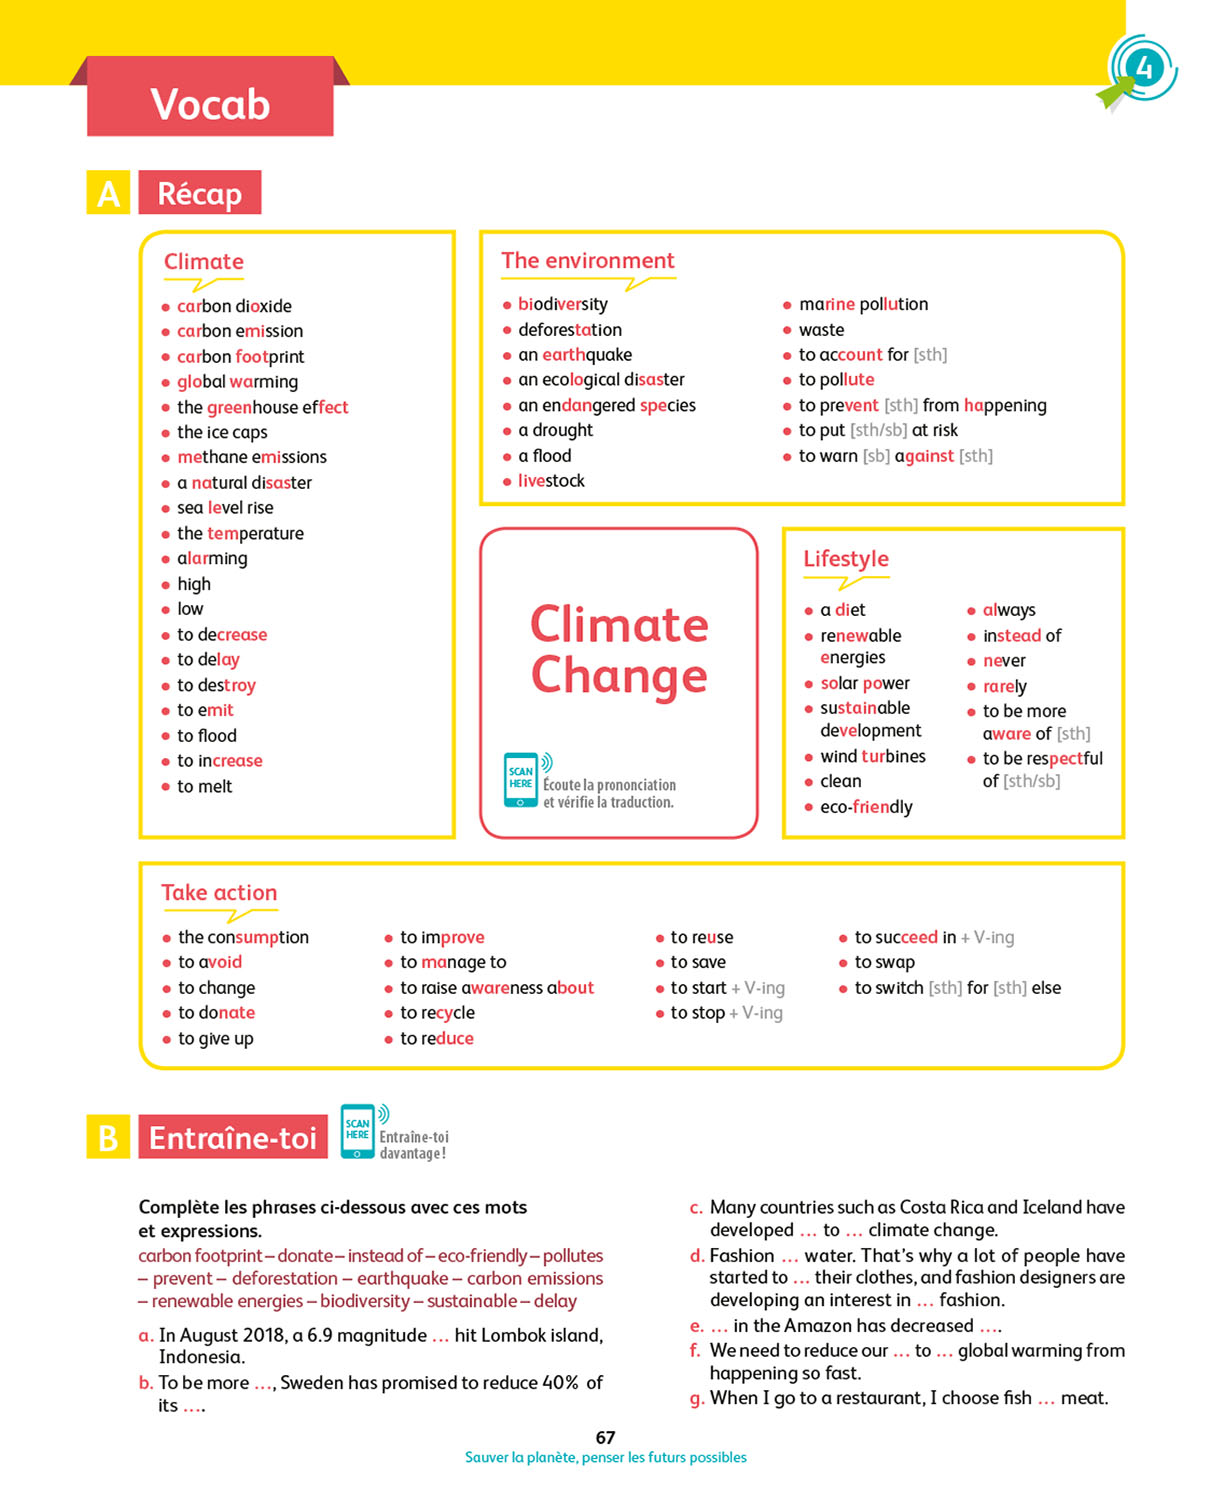 4
Vocab
A Récap
Climate
• carbon dioxide
• carbon emission
• carbon footprint
• global warming
• the greenhouse effect
• the ice caps
• methane emissions
• a natural disaster
• sea level rise
• the temperature
• alarming
• high
• low
• to decrease
• to delay
• to destroy
• to emit
• to flood
• to increase
• to melt
The environment
• biodiversity
• deforestation
• an earthquake
• an ecological disaster
• an endangered species
• a drought
• a flood
• livestock
• marine pollution
• waste
• to account for [sth]
• to pollute
• to prevent [sth] from happening
• to put [sth/sb] at risk
• to warn [sb] against [sth]
Climate
Change
SCAN
HERE
Écoute la prononciation
et vérifie la traduction.
Lifestyle
• a diet
• renewable
energies
• solar power
• sustainable
development
• wind turbines
• clean
• eco-friendly
• always
• instead of
• never
• rarely
• to be more
aware of [sth]
• to be respectful
of [sth/sb]
Take action
• the consumption
• to avoid
• to change
• to donate
• to give up
• to improve
• to manage to
• to raise awareness about
• to recycle
• to reduce
• to reuse
• to save
• to start + V-ing
• to stop + V-ing
• to succeed in + V-ing
• to swap
• to switch [sth] for [sth] else
B Entraîne-toi
SCAN
HERE
Entraîne-toi
davantage !
Complète les phrases ci-dessous avec ces mots
et expressions.
carbon footprint – donate – instead of – eco-friendly – pollutes
– prevent – deforestation – earthquake – carbon emissions
– renewable energies – biodiversity – sustainable – delay
a. In August 2018, a 6.9 magnitude ... hit Lombok island,
Indonesia.
b. To be more ..., Sweden has promised to reduce 40% of
its ....
c. Many countries such as Costa Rica and Iceland have
developed ... to ... climate change.
d. Fashion ... water. That's why a lot of people have
started to ... their clothes, and fashion designers are
developing an interest in ... fashion.
e. ... in the Amazon has decreased ....
f. We need to reduce our ... to ... global warming from
happening so fast.
g. When I go to a restaurant, I choose fish ... meat.
67
Sauver la planète, penser les futurs possibles